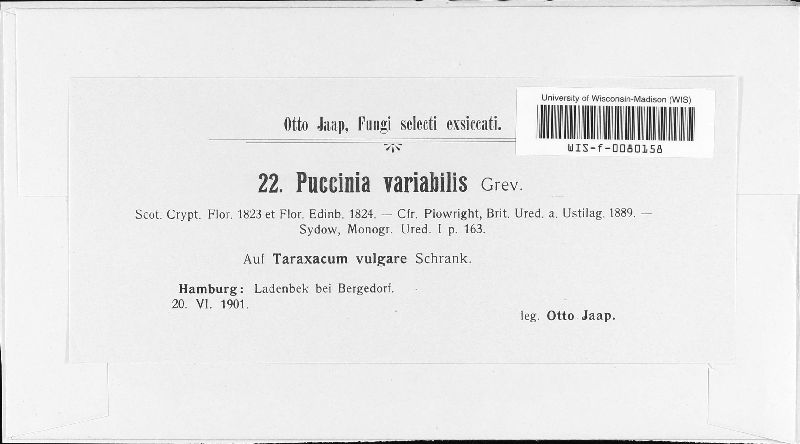 University of Wisconsin-Madison (WIS)
WIS-f-0080158
Otto Jaap, Fungi selecti exsiccati.
22. Puccinia variabilis Grev.
Scot. Crypt. Flor. 1823 et Flor. Edinb. 1824. — Cfr. Plowright, Brit. Ured. a. Ustilag. 1889. —
Sydow, Monogr. Ured. I p. 163.
Auf Taraxacum vulgare Schrank.
Hamburg: Ladenbek bei Bergedorf.
20. VI. 1901.
leg. Otto Jaap.